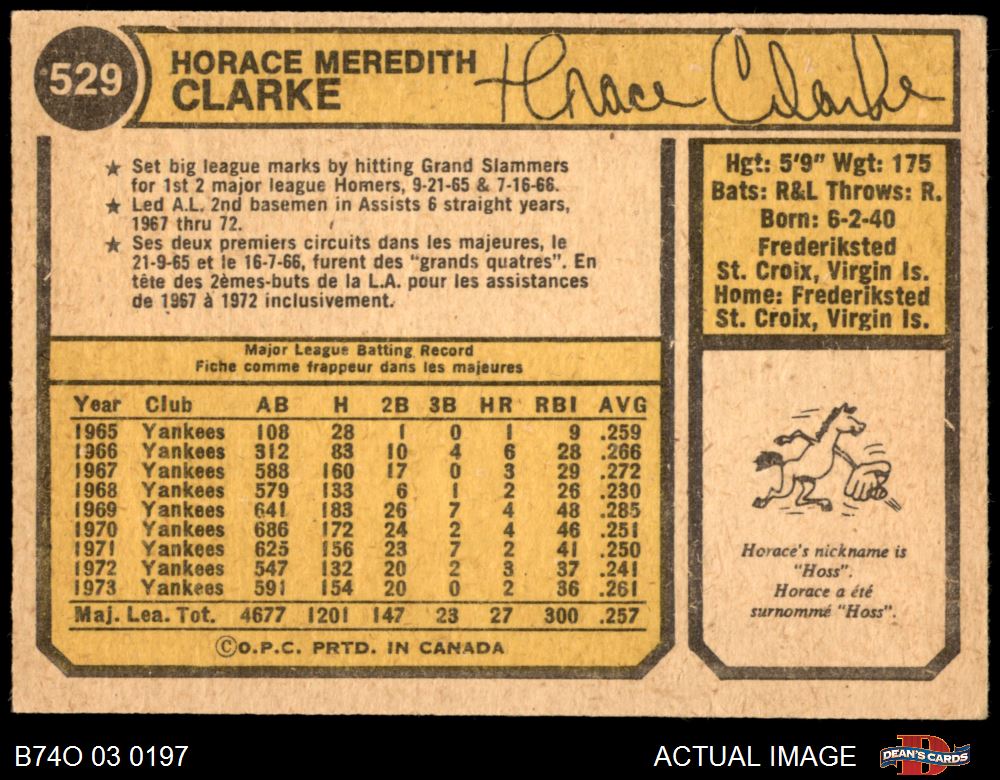 529
HORACE MEREDITH
CLARKE
Horace Clarke
★ Set big league marks by hitting Grand Slammers
for 1st 2 major league Homers, 9-21-65 & 7-16-66.
★ Led A.L. 2nd basemen in Assists 6 straight years,
1967 thru 72.
★ Ses deux premiers circuits dans les majeures, le
21-9-65 et le 16-7-66, furent des "grands quatres". En
tête des 2èmes-buts de la L.A. pour les assistances
de 1967 à 1972 inclusivement.
Hgt: 5'9" Wgt: 175
Bats: R&L Throws: R.
Born: 6-2-40
Frederiksted
St. Croix, Virgin Is.
Home: Frederiksted
St. Croix, Virgin Is.
Major League Batting Record
Fiche comme frappeur dans les majeures
Year Club AB H 2B 3B HR RBI AVG
1965 Yankees 108 28 1 0 1 9 .259
1966 Yankees 312 83 10 4 6 28 .266
1967 Yankees 588 160 17 0 3 29 .272
1968 Yankees 579 133 6 1 2 26 .230
1969 Yankees 641 183 26 7 4 48 .285
1970 Yankees 686 172 24 2 4 46 .251
1971 Yankees 625 156 23 7 2 41 .250
1972 Yankees 547 132 20 2 3 37 .241
1973 Yankees 591 154 20 0 2 36 .261
Maj. Lea. Tot. 4677 1201 147 23 27 300 .257
©O.P.C. PRTD. IN CANADA
Horace's nickname is
"Hoss".
Horace a été
surnommé "Hoss".
B74O 03 0197
ACTUAL IMAGE
DEAN'S CARDS